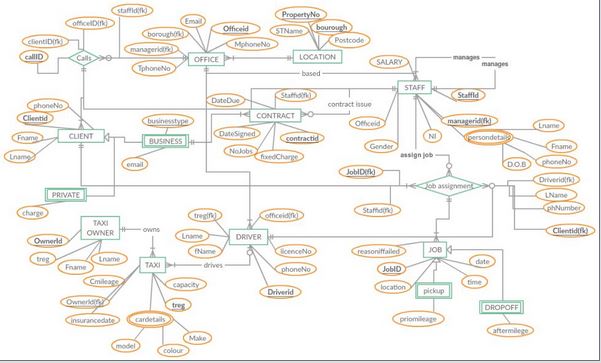 staffId(fk)
officeID(fk)
clientID(fk)
callID
Calls
Email
borough(fk)
Officeid
managerid(fk)
MphoneNo
TphoneNo
OFFICE
PropertyNo
STName
bourough
Postcode
LOCATION
based
SALARY
manages
manages
STAFF
StaffId
DateDue
Staffid(fk)
contract issue
CONTRACT
DateSigned
contractid
NoJobs
fixedCharge
Officeid
Gender
NI
managerid(fk)
persondetails
Lname
Fname
phoneNo
D.O.B
assign job
phoneNo
Clientid
Fname
Lname
CLIENT
businesstype
BUSINESS
email
PRIVATE
charge
JobID(fk)
Job assignment
Staffid(fk)
Driverid(fk)
LName
phNumber
Clientid(fk)
TAXI
OWNER
owns
OwnerId
treg
Fname
Lname
TAXI
drives
Cmileage
OwnerId(fk)
insurancedate
capacity
treg
cardetails
model
colour
Make
treg(fk)
Lname
fName
DRIVER
officeid(fk)
licenceNo
phoneNo
Driverid
reasoniffailed
JOB
JobID
location
date
time
pickup
priomileage
DROPOFF
aftermilege